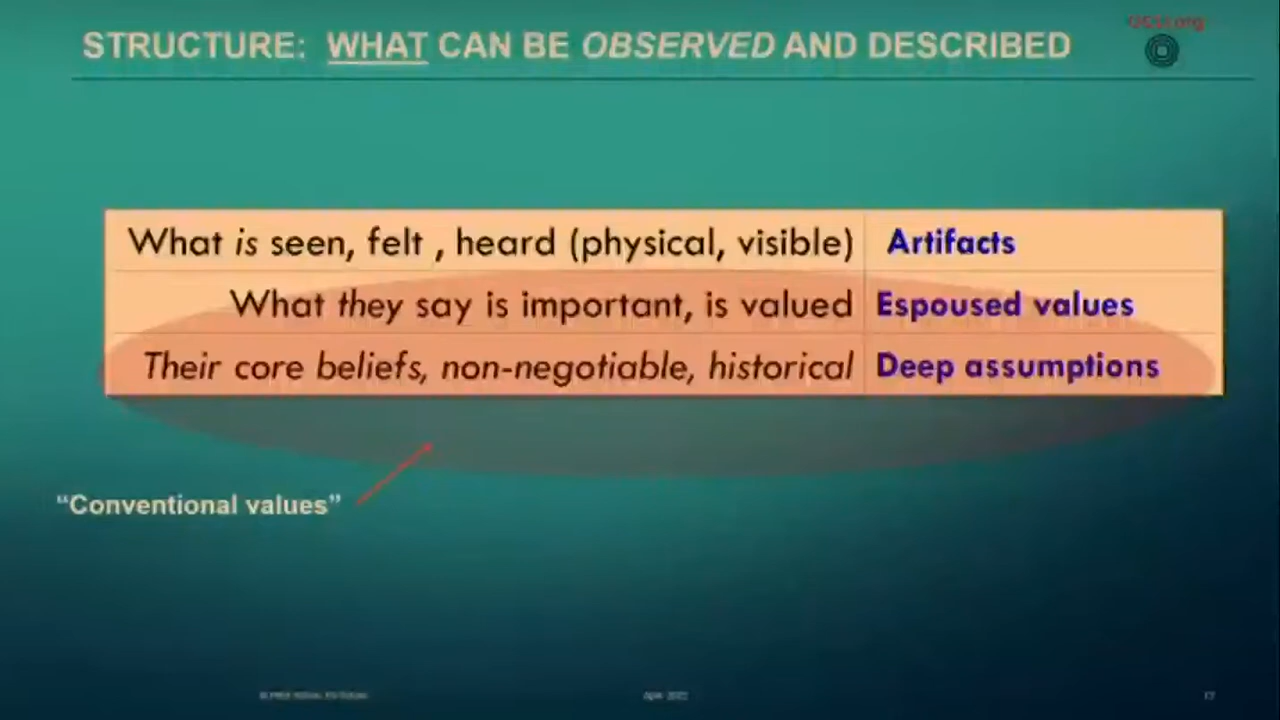 STRUCTURE: WHAT CAN BE OBSERVED AND DESCRIBED
What is seen, felt , heard (physical, visible) Artifacts
What they say is important, is valued Espoused values
Their core beliefs, non-negotiable, historical Deep assumptions
“Conventional values”
17